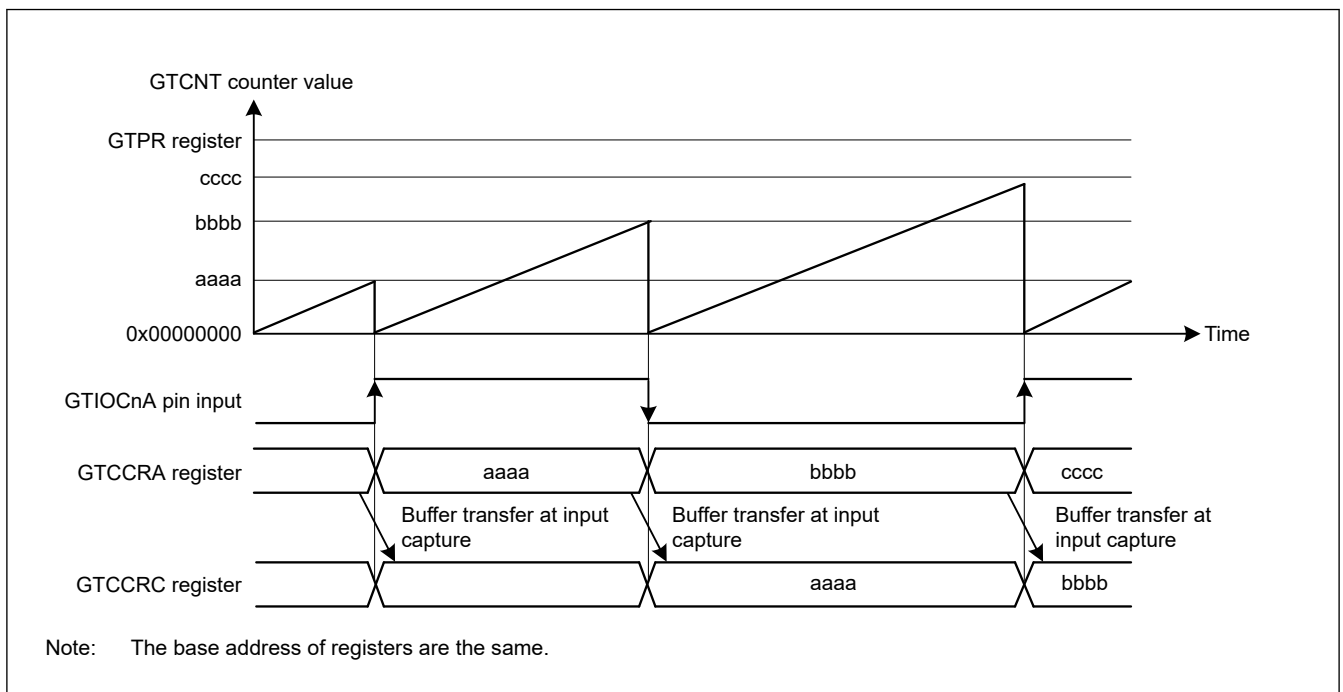 GTCNT counter value
GTPR register
cccc
bbbb
aaaa
0x00000000
Time
GTIOCnA pin input
GTCCRA register
aaaa
bbbb
cccc
Buffer transfer at input
capture
Buffer transfer at input
capture
Buffer transfer at
input capture
GTCCRC register
aaaa
bbbb
Note: The base address of registers are the same.